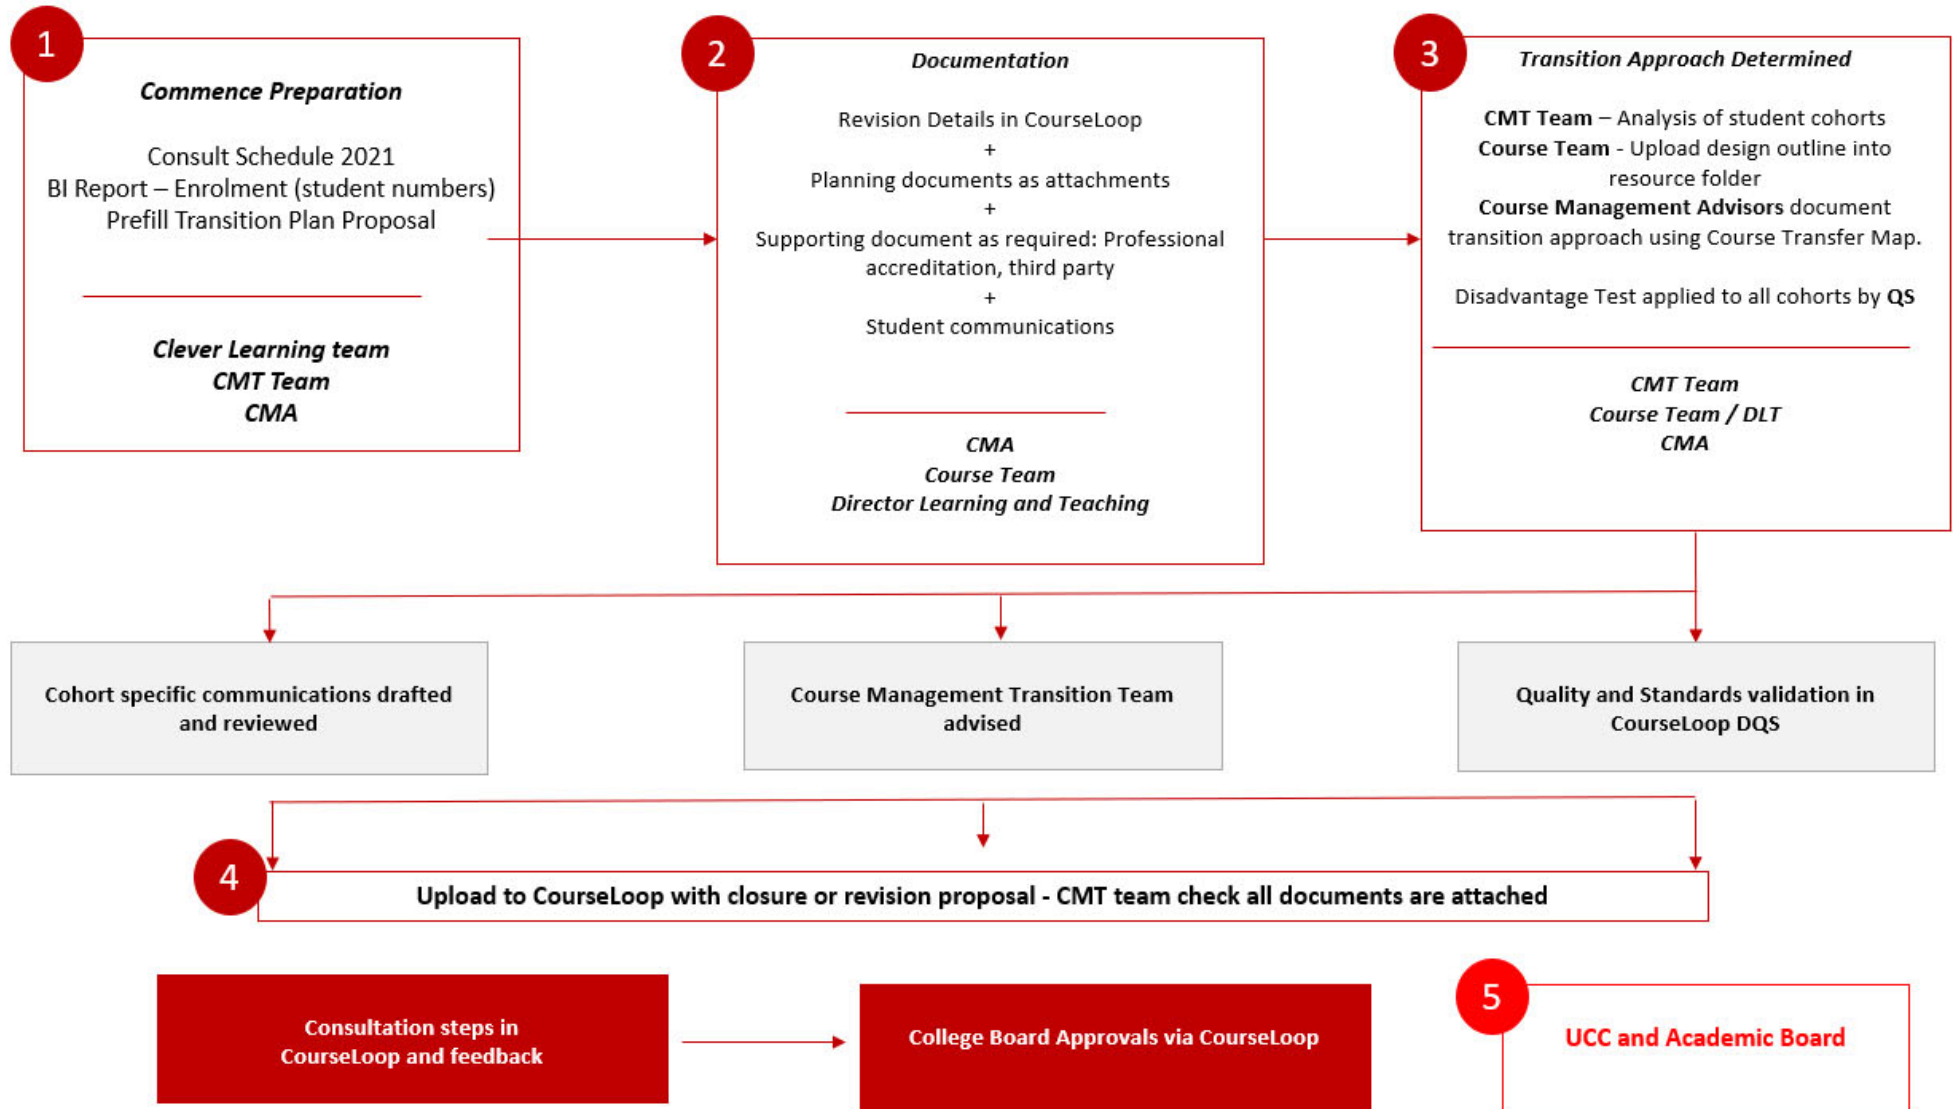 1
Commence Preparation
Consult Schedule 2021
BI Report – Enrolment (student numbers)
Prefill Transition Plan Proposal
Clever Learning team
CMT Team
CMA
2
Documentation
Revision Details in CourseLoop
+
Planning documents as attachments
+
Supporting document as required: Professional
accreditation, third party
+
Student communications
CMA
Course Team
Director Learning and Teaching
3
Transition Approach Determined
CMT Team – Analysis of student cohorts
Course Team - Upload design outline into
resource folder
Course Management Advisors document
transition approach using Course Transfer Map.
Disadvantage Test applied to all cohorts by QS
CMT Team
Course Team / DLT
CMA
Cohort specific communications drafted
and reviewed
Course Management Transition Team
advised
Quality and Standards validation in
CourseLoop DQS
4
Upload to CourseLoop with closure or revision proposal - CMT team check all documents are attached
Consultation steps in
CourseLoop and feedback
College Board Approvals via CourseLoop
5
UCC and Academic Board